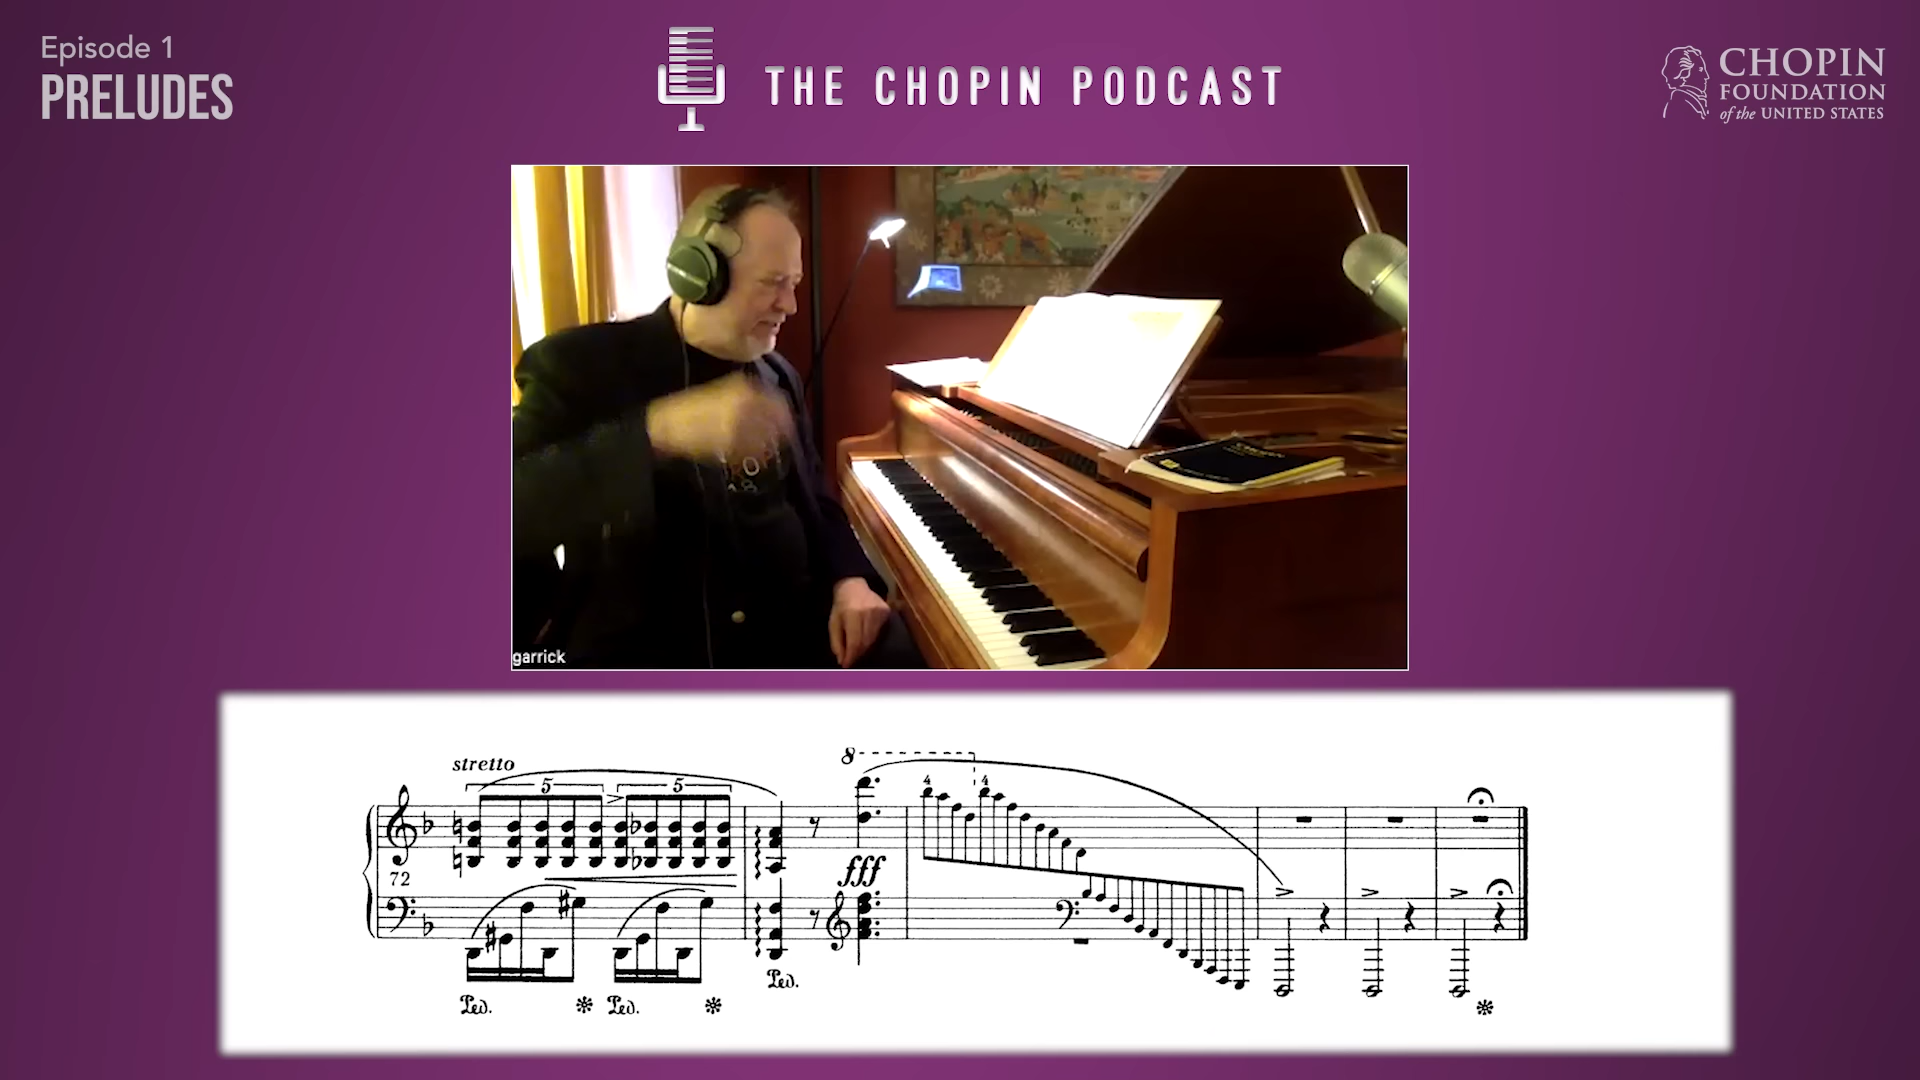 Episode 1
PRELUDES
THE CHOPIN PODCAST
CHOPIN
FOUNDATION
of the UNITED STATES
garrick
stretto
5 5
8
4 4
fff
72
Ped.
Ped. Ped.